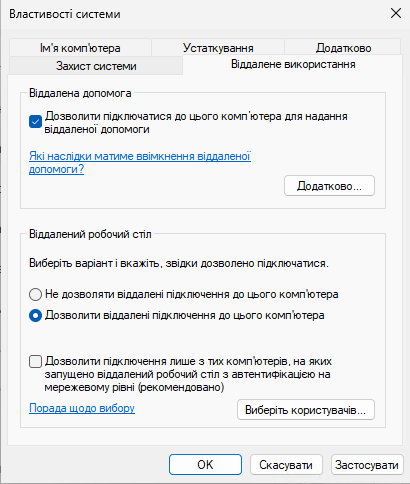 Властивості системи
Ім'я комп'ютера
Устаткування
Додатково
Захист системи
Віддалене використання
Віддалена допомога
Дозволити підключатися до цього комп'ютера для надання
віддаленої допомоги
Які наслідки матиме ввімкнення віддаленої
допомоги?
Додатково...
Віддалений робочий стіл
Виберіть варіант і вкажіть, звідки дозволено підключатися.
Не дозволяти віддалені підключення до цього комп'ютера
Дозволити віддалені підключення до цього комп'ютера
Дозволити підключення лише з тих комп'ютерів, на яких
запущено віддалений робочий стіл з автентифікацією на
мережевому рівні (рекомендовано)
Порада щодо вибору
Виберіть користувачів...
ОК
Скасувати
Застосувати